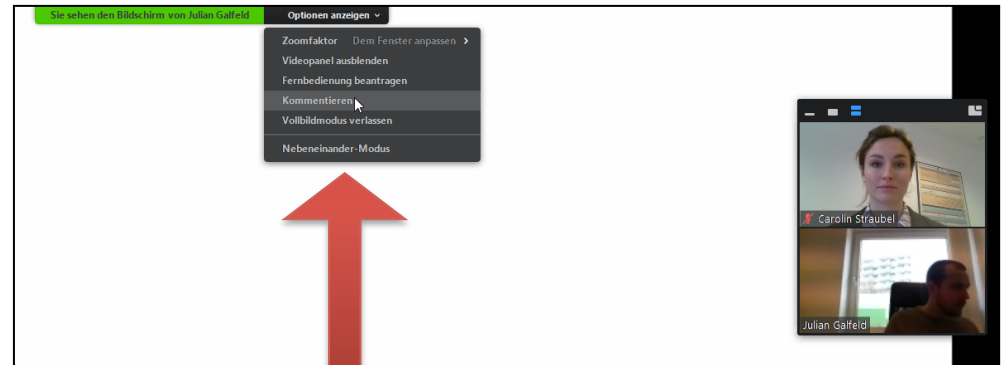 Sie sehen den Bildschirm von Julian Galfeld
Optionen anzeigen
Zoomfaktor Dem Fenster anpassen
Videopanel ausblenden
Fernbedienung beantragen
Kommentieren
Vollbildmodus verlassen
Nebeneinander-Modus
Carolin Straubel
Julian Galfeld